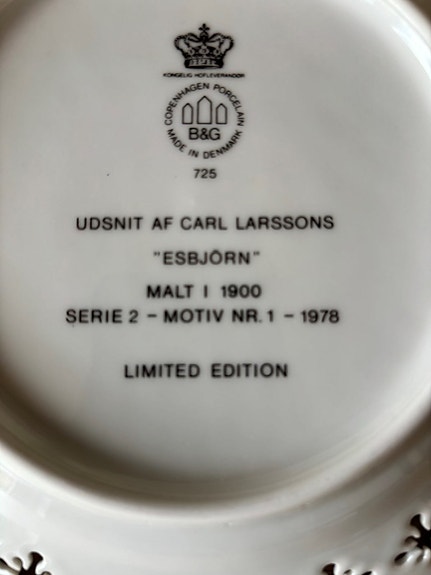 KONGELIG HOFLEVERANDØR
COPENHAGEN PORCELAIN
B&G
MADE IN DENMARK
725
UDSNIT AF CARL LARSSONS
"ESBJÖRN"
MALT I 1900
SERIE 2 - MOTIV NR. 1 - 1978
LIMITED EDITION